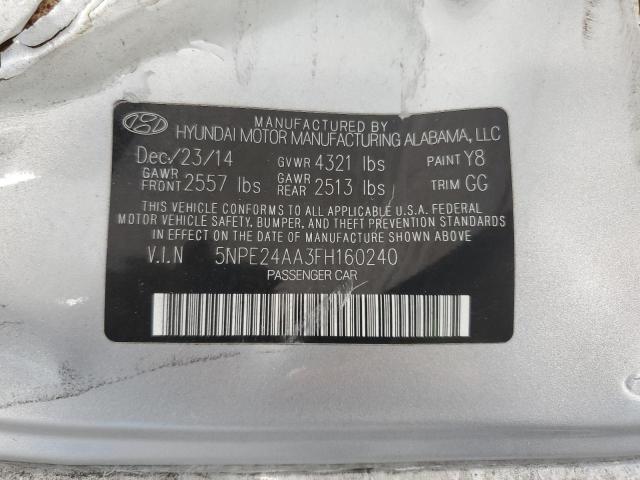 MANUFACTURED BY
HYUNDAI MOTOR MANUFACTURING ALABAMA, LLC
Dec/23/14 GVWR 4321 lbs PAINT Y8
GAWR FRONT 2557 lbs GAWR REAR 2513 lbs TRIM GG
THIS VEHICLE CONFORMS TO ALL APPLICABLE U.S.A. FEDERAL
MOTOR VEHICLE SAFETY, BUMPER, AND THEFT PREVENTION STANDARDS
IN EFFECT ON THE DATE OF MANUFACTURE SHOWN ABOVE
V.I.N 5NPE24AA3FH160240
PASSENGER CAR